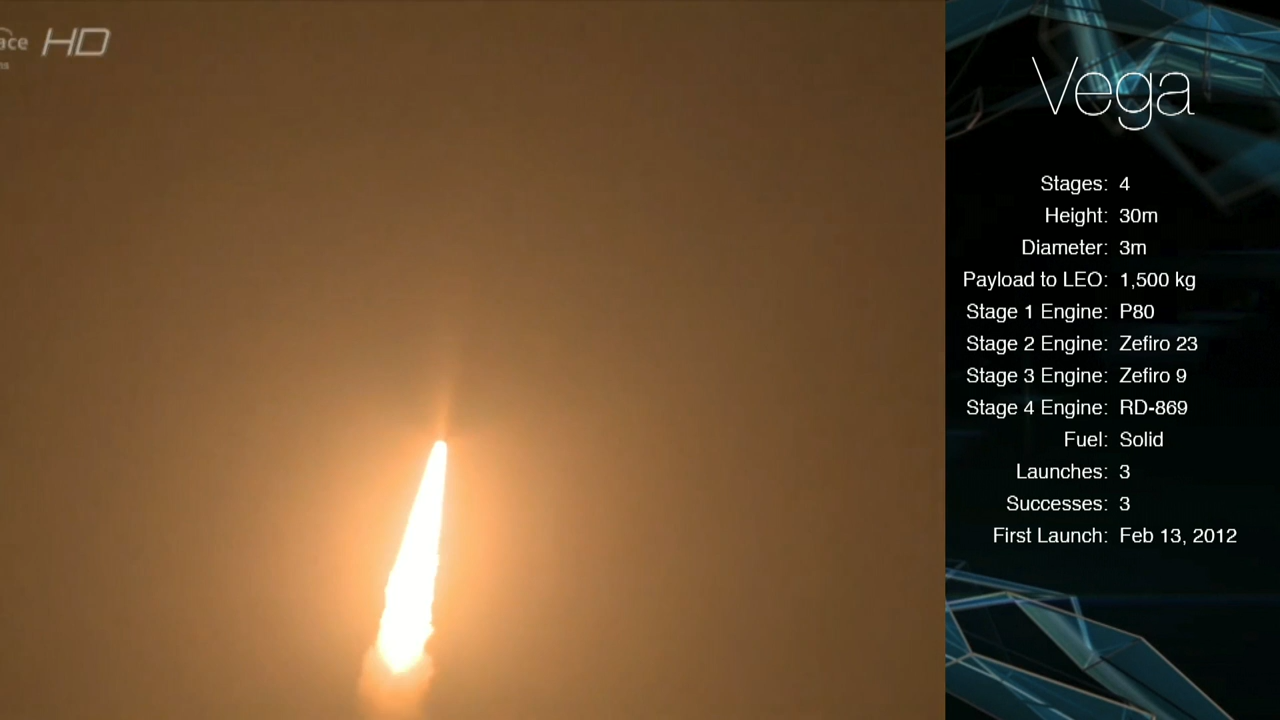 ace HD
Vega
Stages: 4
Height: 30m
Diameter: 3m
Payload to LEO: 1,500 kg
Stage 1 Engine: P80
Stage 2 Engine: Zefiro 23
Stage 3 Engine: Zefiro 9
Stage 4 Engine: RD-869
Fuel: Solid
Launches: 3
Successes: 3
First Launch: Feb 13, 2012